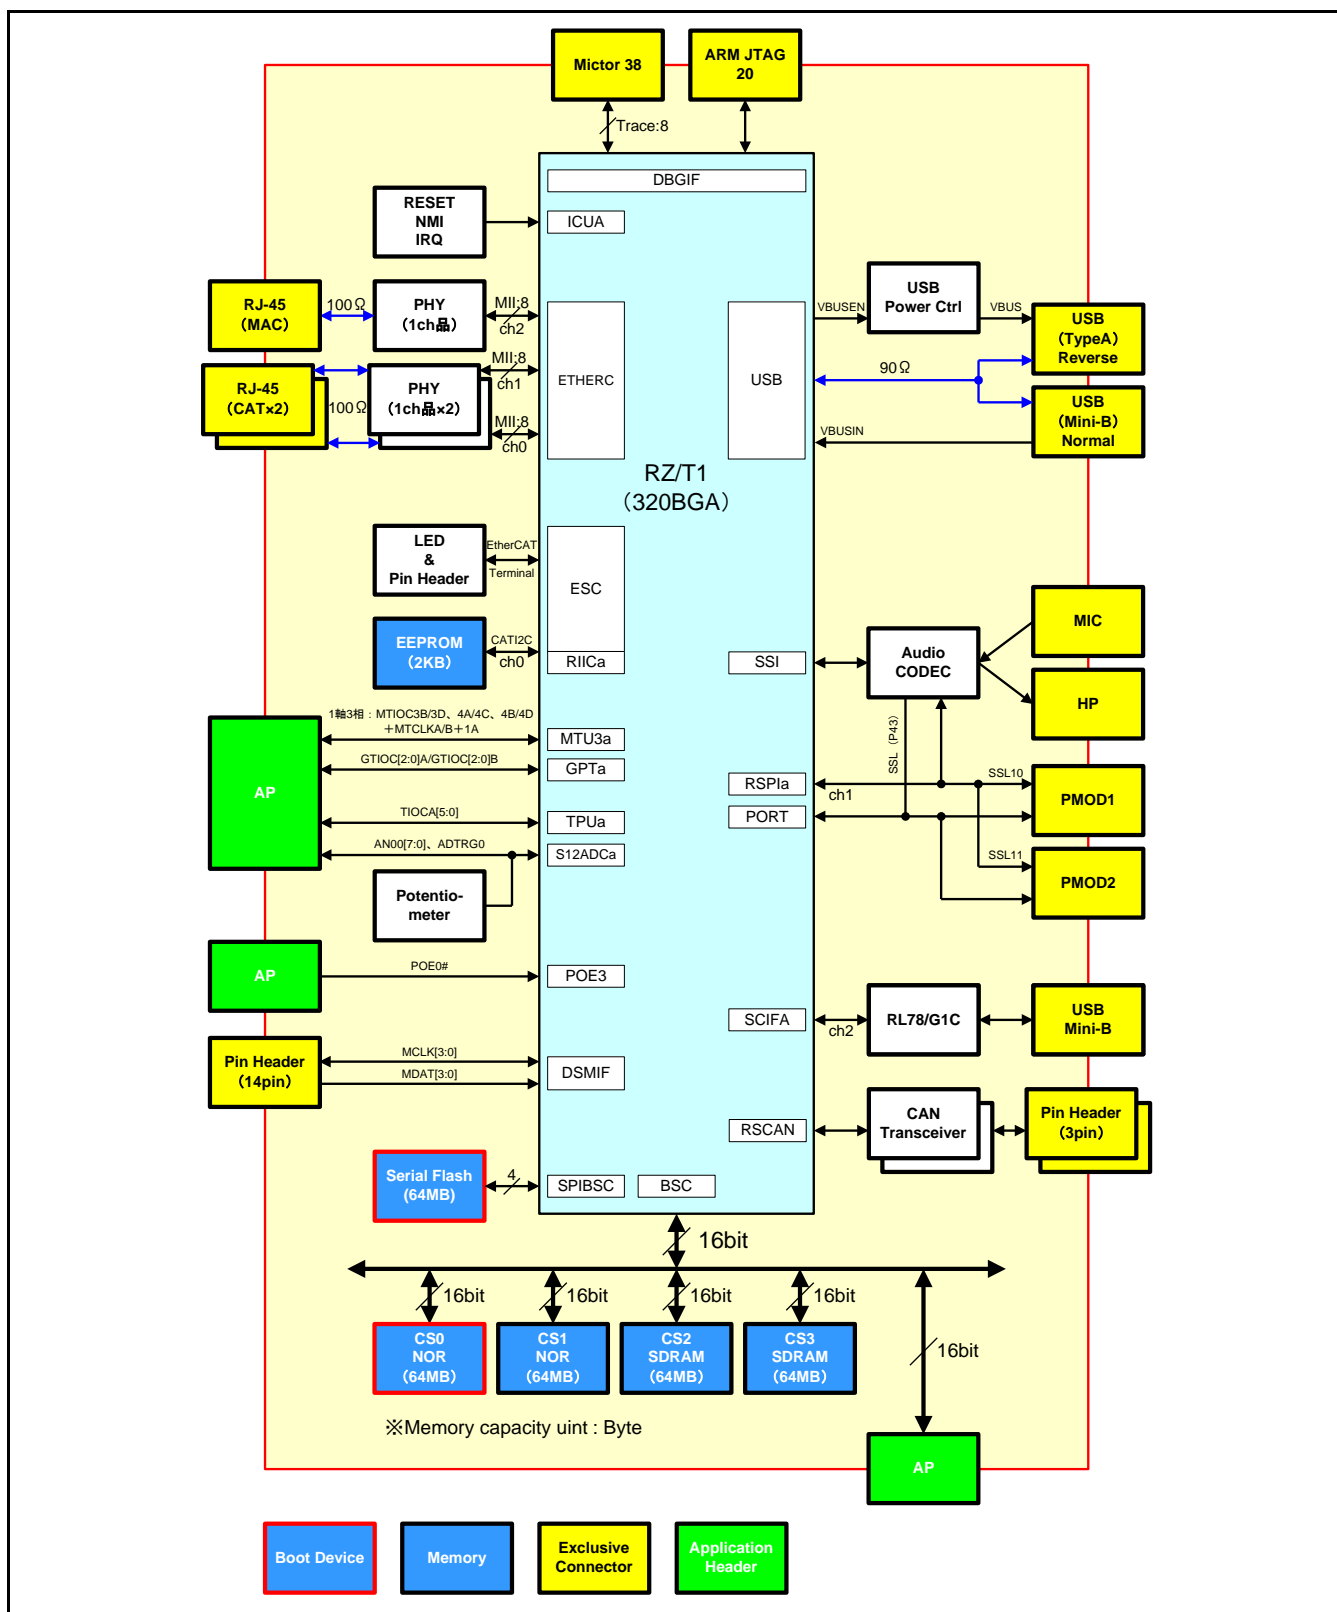 Mictor 38
ARM JTAG
20
Trace:8
DBGIF
RESET
NMI
IRQ
ICUA
RJ-45
（MAC）
100Ω
PHY
（1ch品）
MII:8
ch2
RJ-45
（CAT×2）
100Ω
PHY
（1ch品×2）
MII:8
ch1
MII:8
ch0
ETHERC
USB
VBUSEN
USB
Power Ctrl
VBUS
USB
（TypeA）
Reverse
90Ω
USB
（Mini-B）
Normal
VBUSIN
RZ/T1
（320BGA）
LED
&
Pin Header
EtherCAT
Terminal
ESC
EEPROM
（2KB）
CATI2C
ch0
RIICa
SSI
Audio
CODEC
MIC
HP
SSL（P43）
AP
1軸3相：MTIOC3B/3D、4A/4C、4B/4D
＋MTCLKA/B＋1A
MTU3a
GTIOC[2:0]A/GTIOC[2:0]B
GPTa
TIOCA[5:0]
TPUa
AN00[7:0]、ADTRG0
S12ADCa
Potentio-
meter
RSPIa
ch1
SSL10
PMOD1
PORT
SSL11
PMOD2
AP
POE0#
POE3
SCIFA
ch2
RL78/G1C
USB
Mini-B
Pin Header
（14pin）
MCLK[3:0]
MDAT[3:0]
DSMIF
RSCAN
CAN
Transceiver
Pin Header
（3pin）
Serial Flash
(64MB)
4
SPIBSC
BSC
16bit
16bit
16bit
16bit
16bit
16bit
CS0
NOR
（64MB）
CS1
NOR
（64MB）
CS2
SDRAM
（64MB）
CS3
SDRAM
（64MB）
※Memory capacity uint : Byte
AP
Boot Device
Memory
Exclusive
Connector
Application
Header